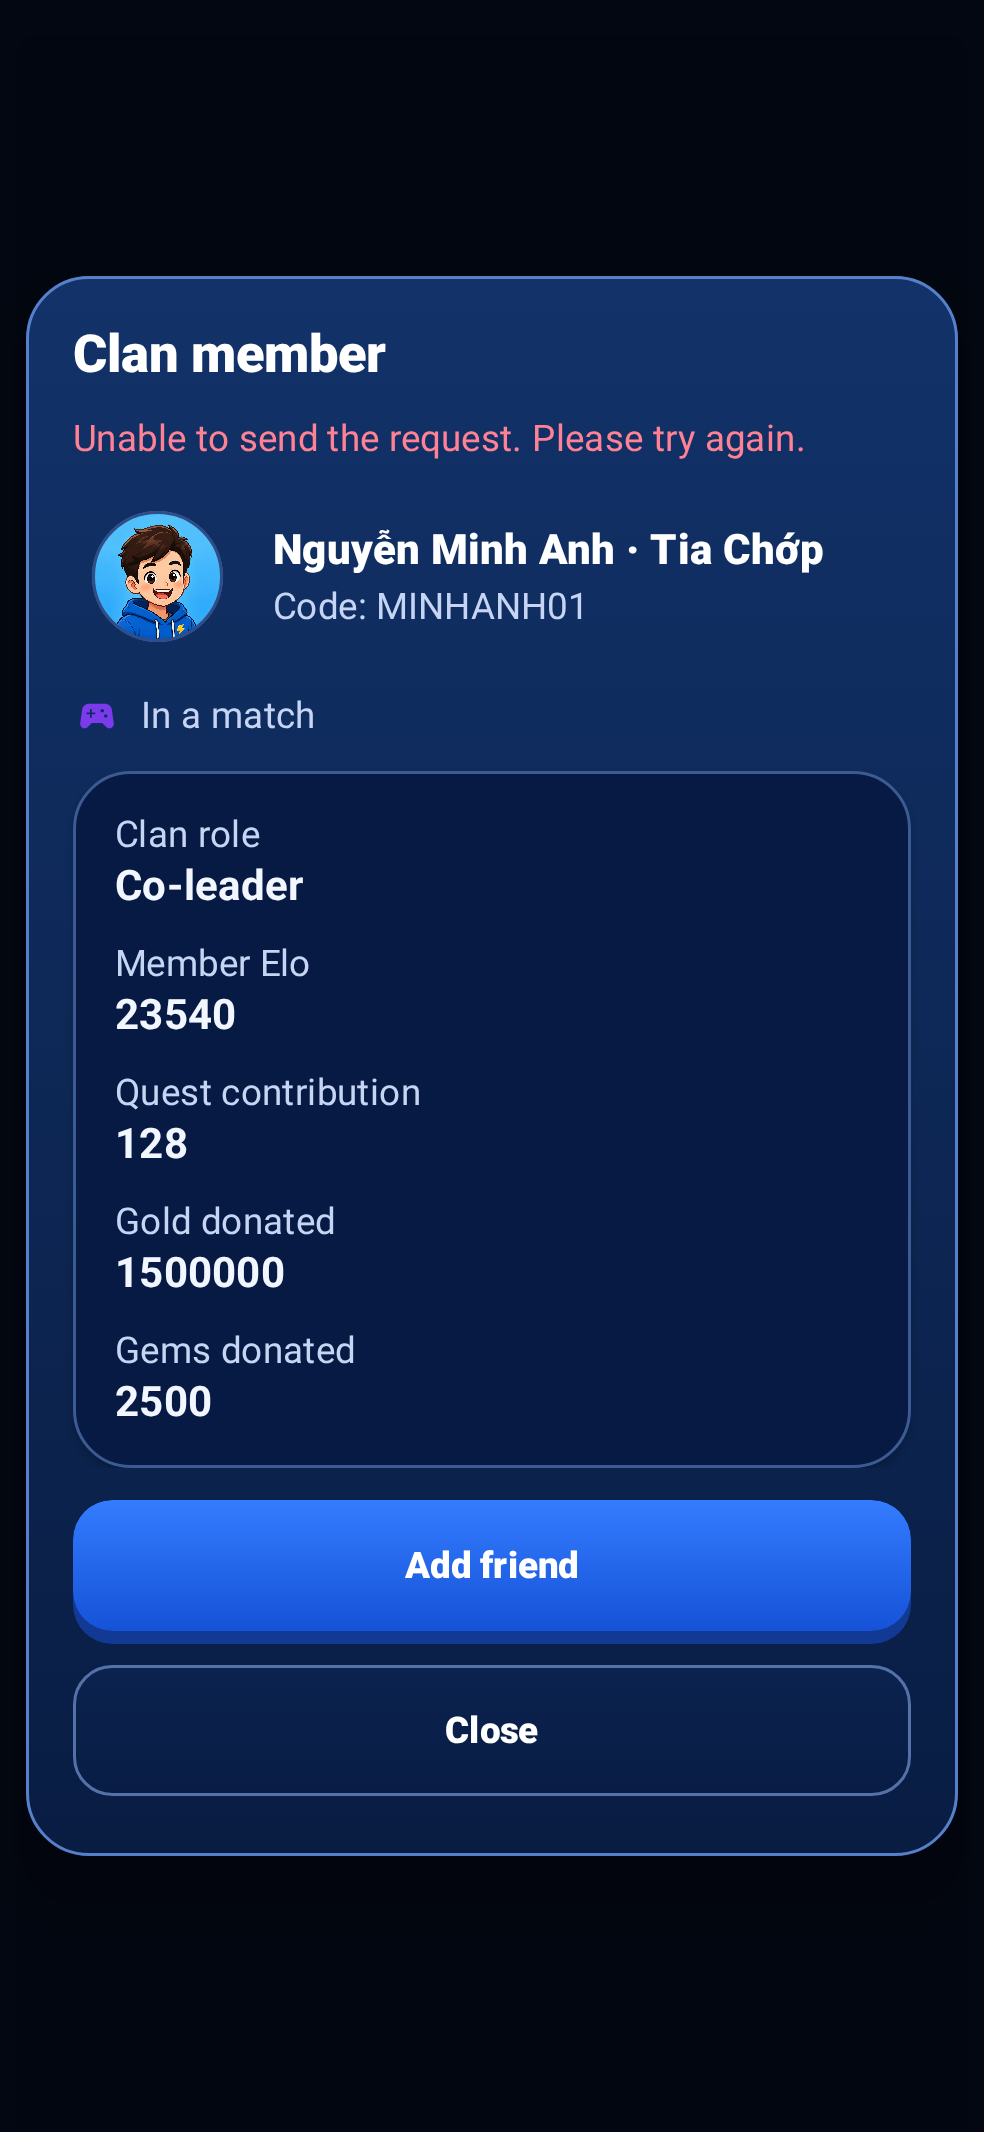 Clan member
Unable to send the request. Please try again.
Nguyễn Minh Anh · Tia Chớp
Code: MINHANH01
In a match
Clan role
Co-leader
Member Elo
23540
Quest contribution
128
Gold donated
1500000
Gems donated
2500
Add friend
Close